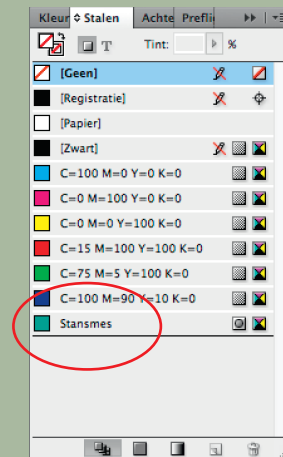 Kleur Stalen Achte Prefli
T Tint: %
[Geen]
[Registratie]
[Papier]
[Zwart]
C=100 M=0 Y=0 K=0
C=0 M=100 Y=0 K=0
C=0 M=0 Y=100 K=0
C=15 M=100 Y=100 K=0
C=75 M=5 Y=100 K=0
C=100 M=90 Y=10 K=0
Stansmes